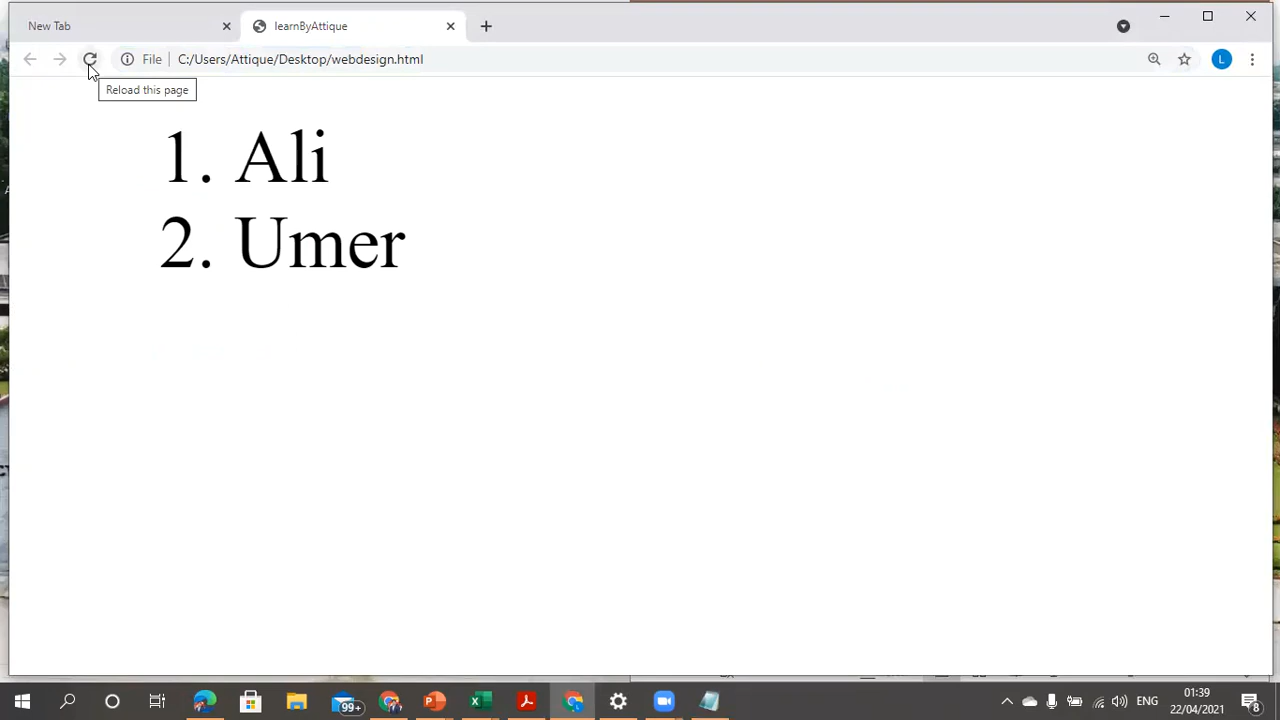 New Tab
learnByAttique
File
C:/Users/Attique/Desktop/webdesign.html
L
Reload this page
1. Ali
2. Umer
99+
L
ENG
01:39
22/04/2021
8